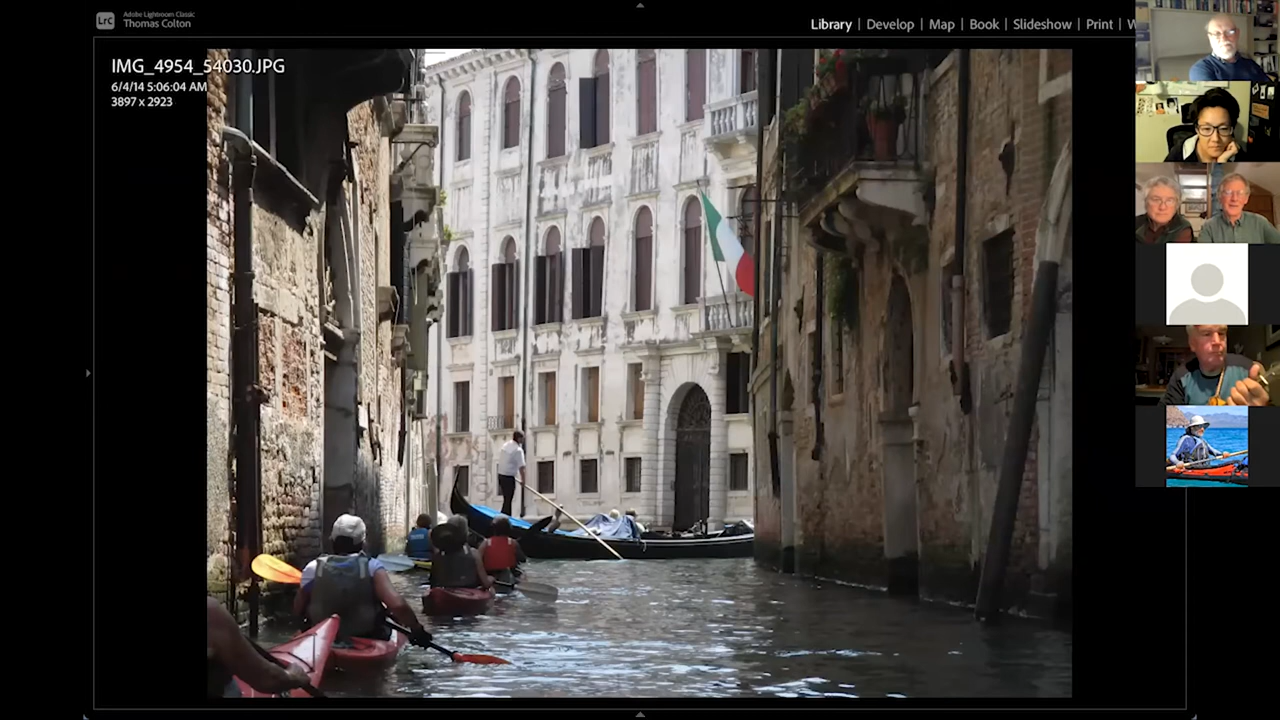 LrC
Adobe Lightroom Classic
Thomas Colton
Library | Develop | Map | Book | Slideshow | Print | W
IMG_4954_54030.JPG
6/4/14 5:06:04 AM
3897 x 2923